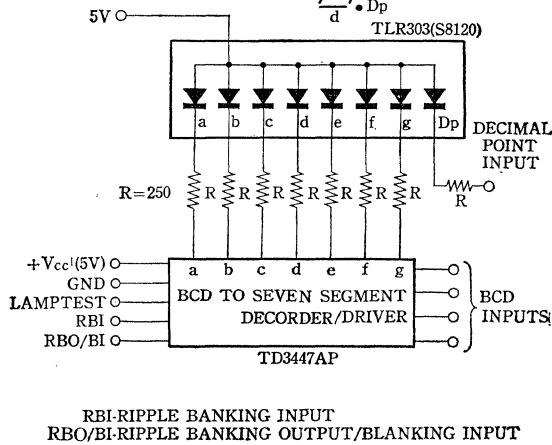 d
Dp
5V
TLR303(S8120)
a b c d e f g Dp
DECIMAL
POINT
INPUT
R=250 R R R R R R R
R
+Vcc(5V)
GND
LAMPTEST
RBI
RBO/BI
a b c d e f g
BCD TO SEVEN SEGMENT
DECORDER/DRIVER
BCD
INPUTS
TD3447AP
RBI-RIPPLE BANKING INPUT
RBO/BI-RIPPLE BANKING OUTPUT/BLANKING INPUT